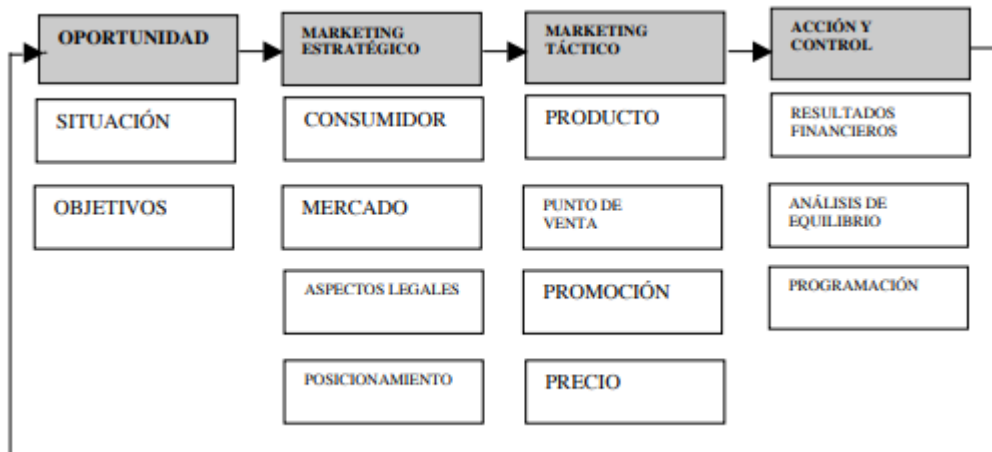 OPORTUNIDAD
MARKETING
ESTRATÉGICO
MARKETING
TÁCTICO
ACCIÓN Y
CONTROL
SITUACIÓN
CONSUMIDOR
PRODUCTO
RESULTADOS
FINANCIEROS
OBJETIVOS
MERCADO
PUNTO DE
VENTA
ANÁLISIS DE
EQUILIBRIO
ASPECTOS LEGALES
PROMOCIÓN
PROGRAMACIÓN
POSICIONAMIENTO
PRECIO